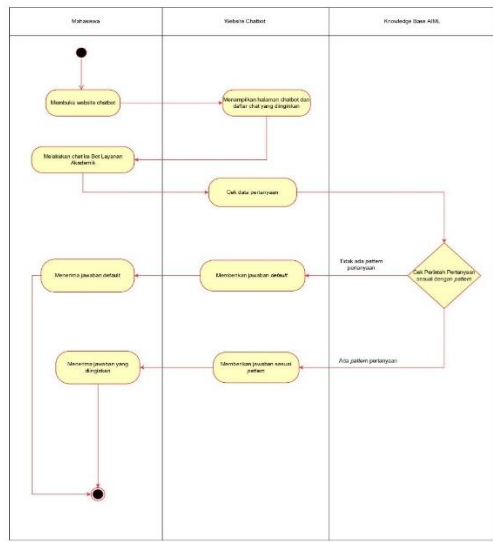 Mahasiswa
Website Chatbot
Knowledge Base AIML
Membuka website chatbot
Menampilkan halaman chatbot dan
daftar chat yang diinginkan
Melakukan chat ke Bot Layanan
Akademik
Cek data pertanyaan
Cek Perintah Pertanyaan
sesuai dengan pattern
Tidak ada pattern
pertanyaan
Memberikan jawaban default
Menerima jawaban default
Ada pattern pertanyaan
Memberikan jawaban sesuai
pattern
Menerima jawaban yang
diinginkan